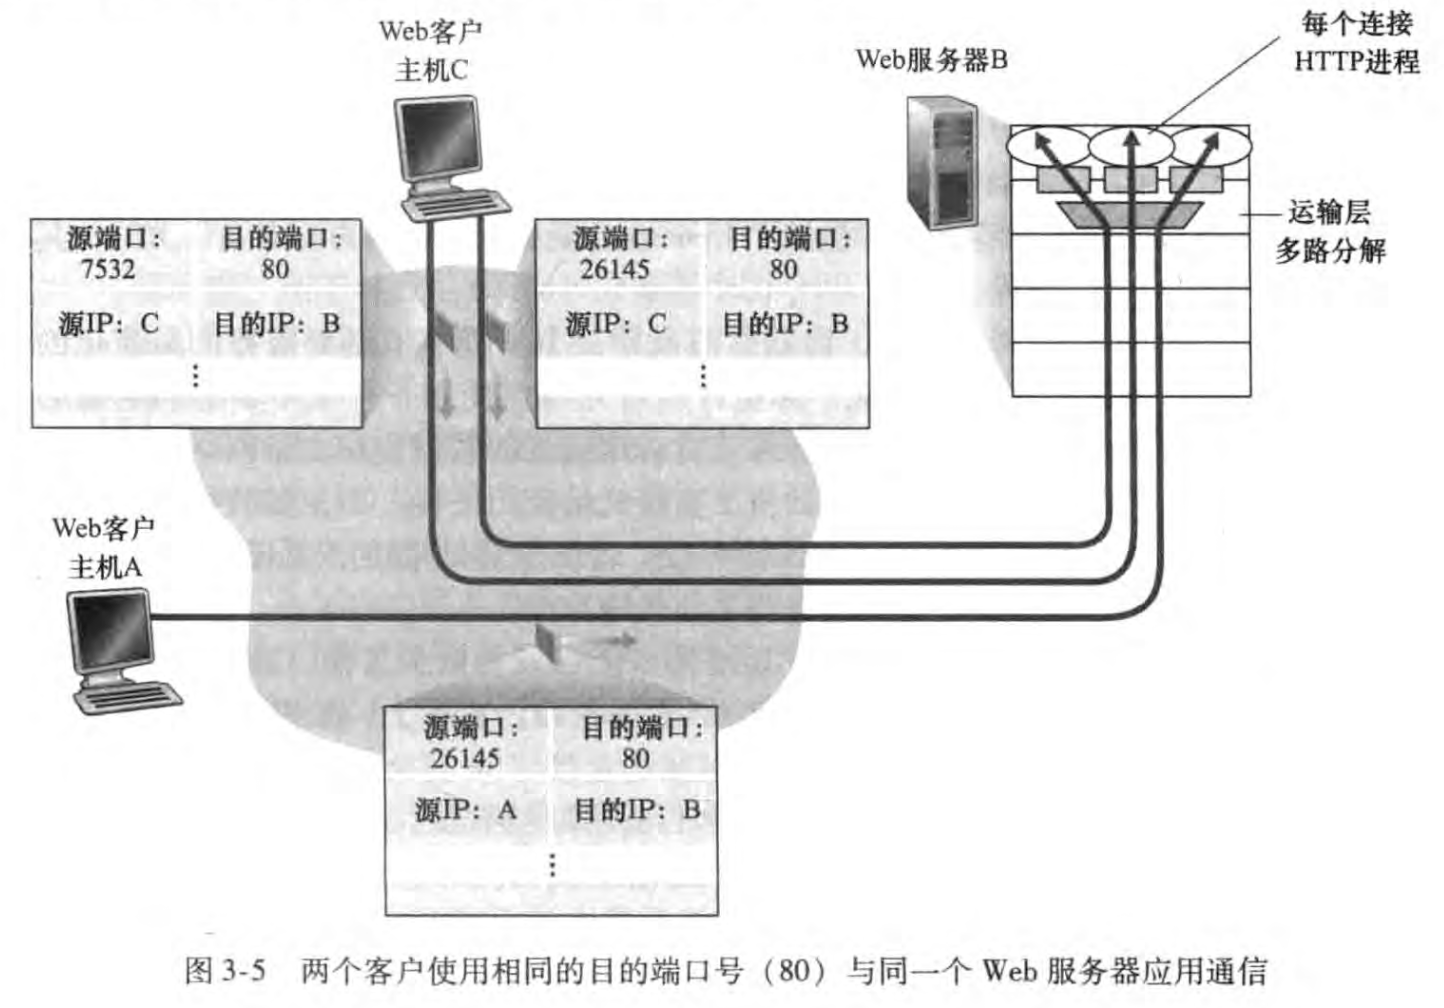 Web客户
主机C
Web服务器B
每个连接
HTTP进程
运输层
多路分解
源端口： 目的端口：
7532 80
源IP：C 目的IP：B
⋮
源端口： 目的端口：
26145 80
源IP：C 目的IP：B
⋮
Web客户
主机A
源端口： 目的端口：
26145 80
源IP：A 目的IP：B
⋮
图 3-5 两个客户使用相同的目的端口号（80）与同一个 Web 服务器应用通信